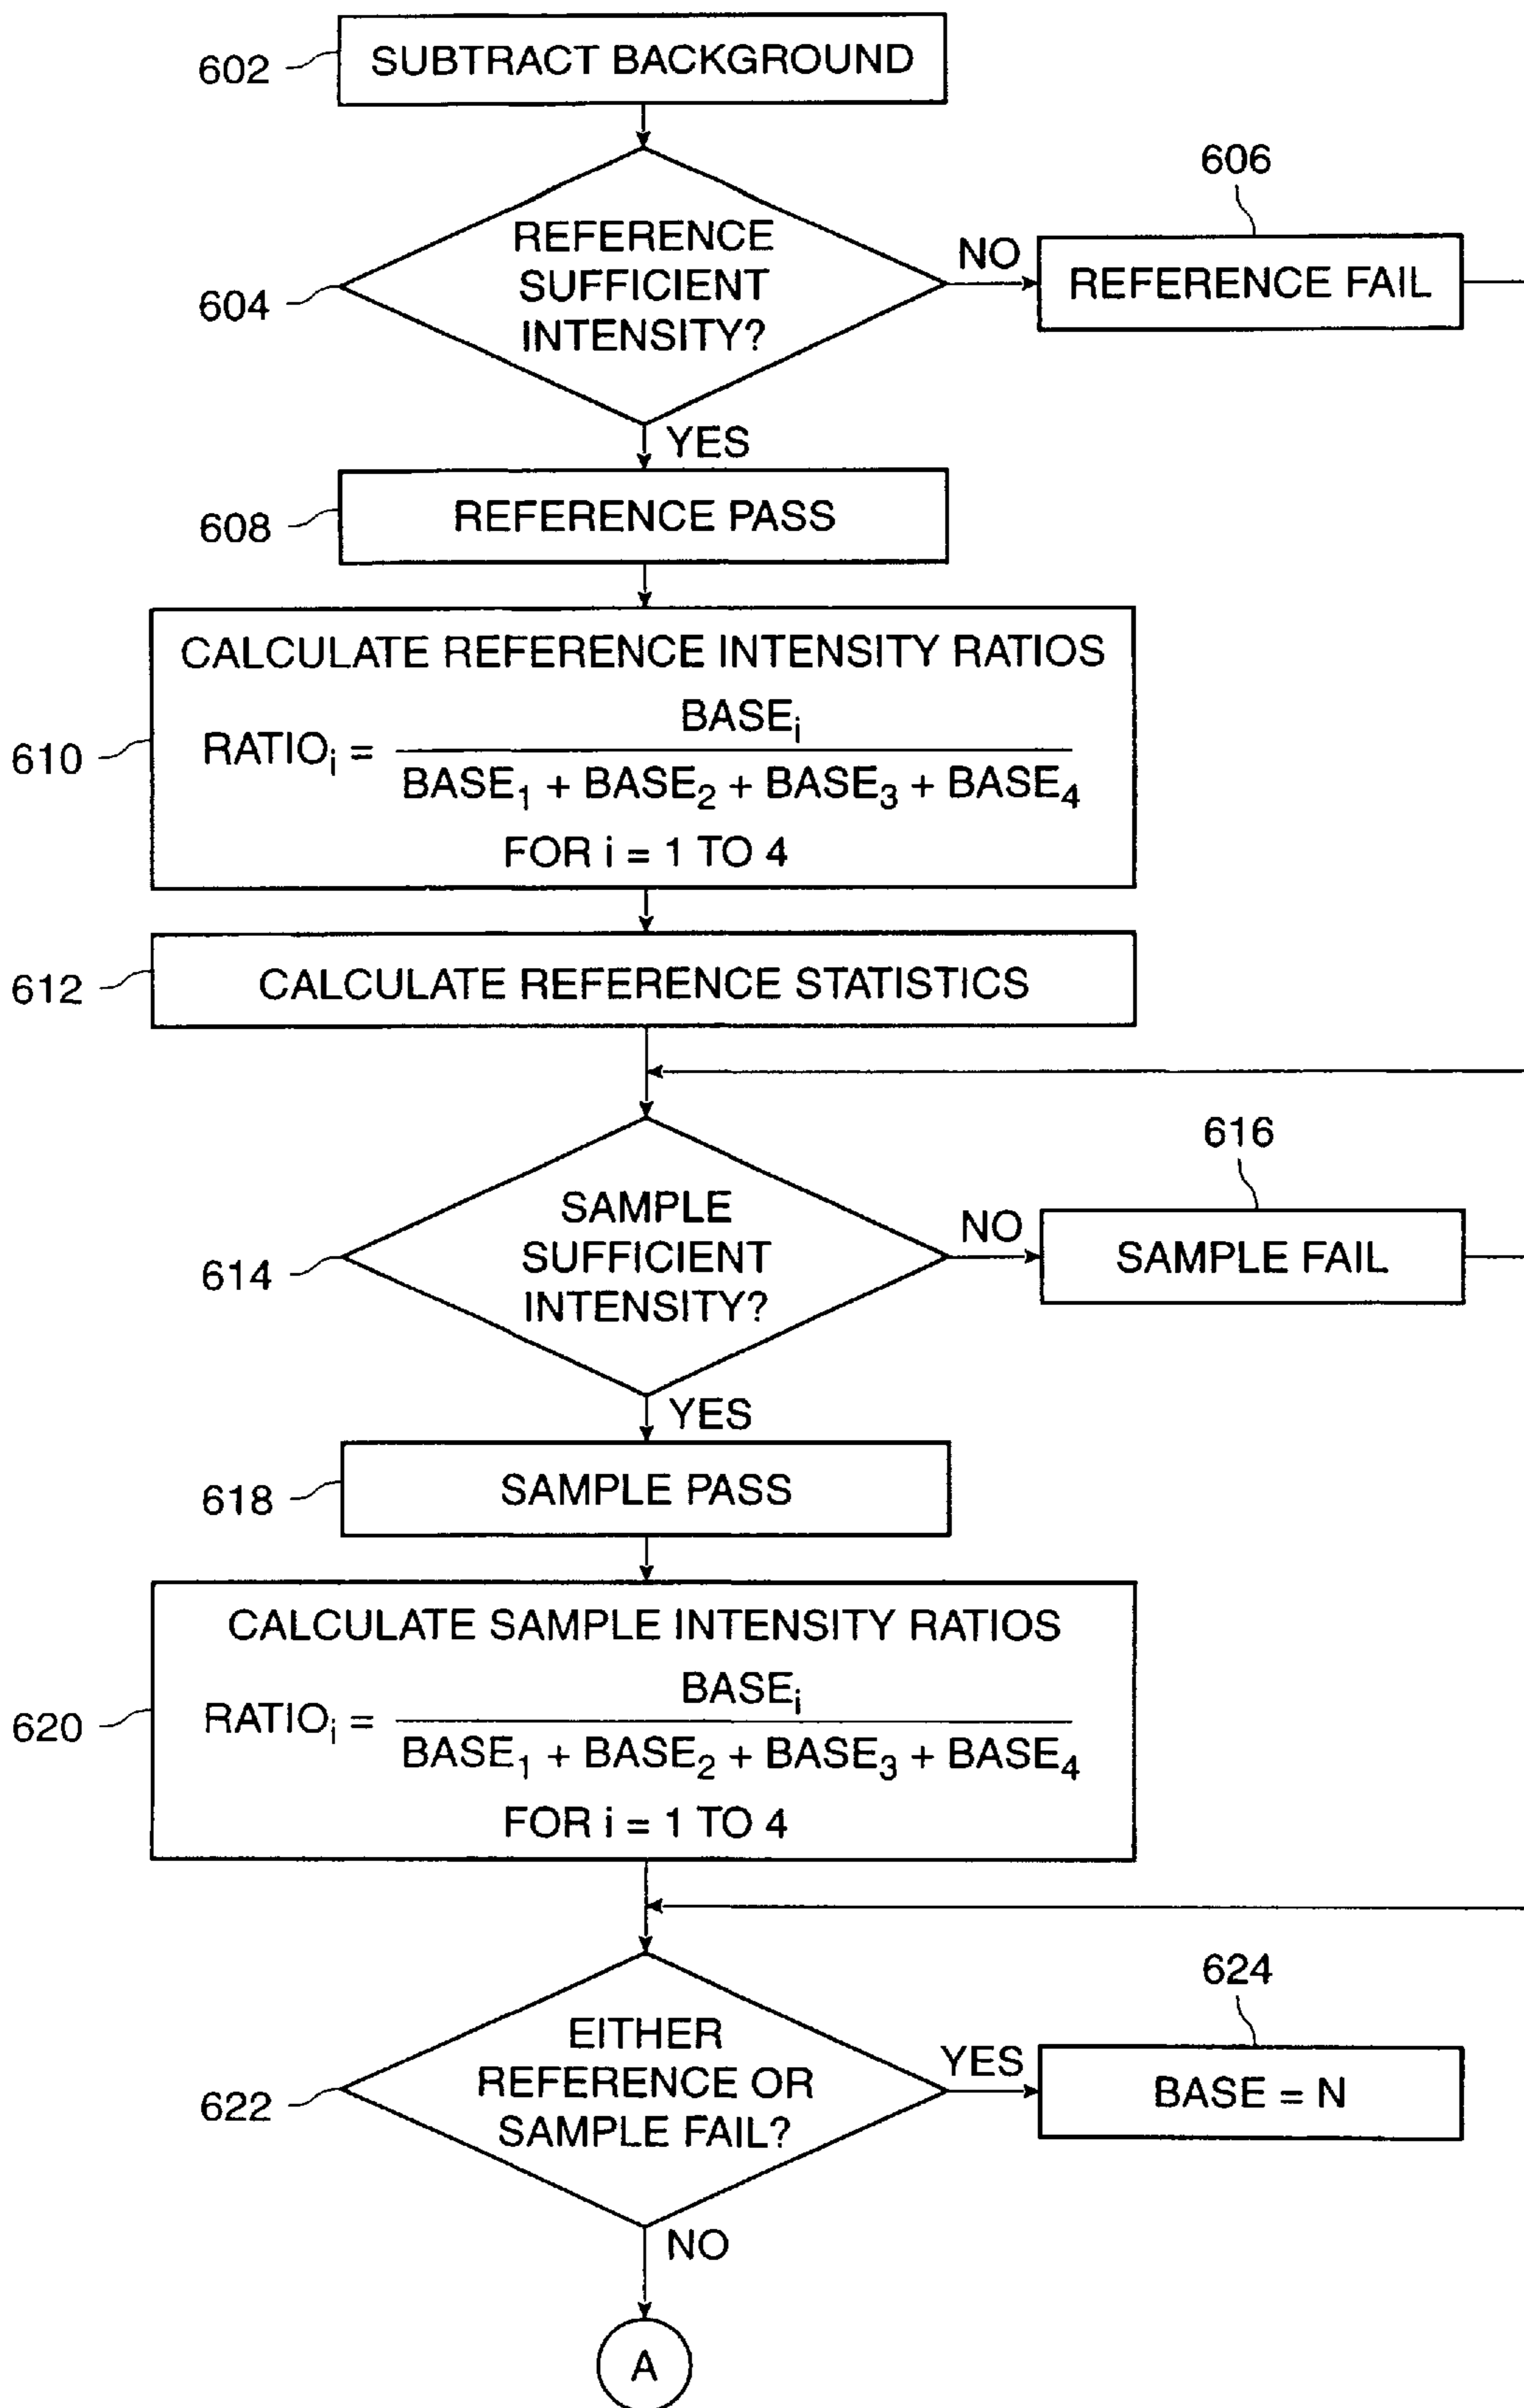 602
SUBTRACT BACKGROUND
606
604
REFERENCE
SUFFICIENT
INTENSITY?
NO
REFERENCE FAIL
YES
608
REFERENCE PASS
610
CALCULATE REFERENCE INTENSITY RATIOS
RATIOi = BASEi / BASE1 + BASE2 + BASE3 + BASE4
FOR i = 1 TO 4
612
CALCULATE REFERENCE STATISTICS
616
614
SAMPLE
SUFFICIENT
INTENSITY?
NO
SAMPLE FAIL
YES
618
SAMPLE PASS
620
CALCULATE SAMPLE INTENSITY RATIOS
RATIOi = BASEi / BASE1 + BASE2 + BASE3 + BASE4
FOR i = 1 TO 4
624
622
EITHER
REFERENCE OR
SAMPLE FAIL?
YES
BASE = N
NO
A